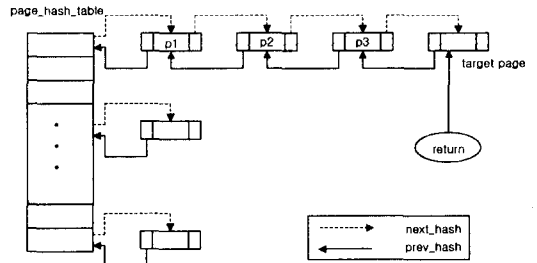 page_hash_table
p1
p2
p3
target page
return
next_hash
prev_hash